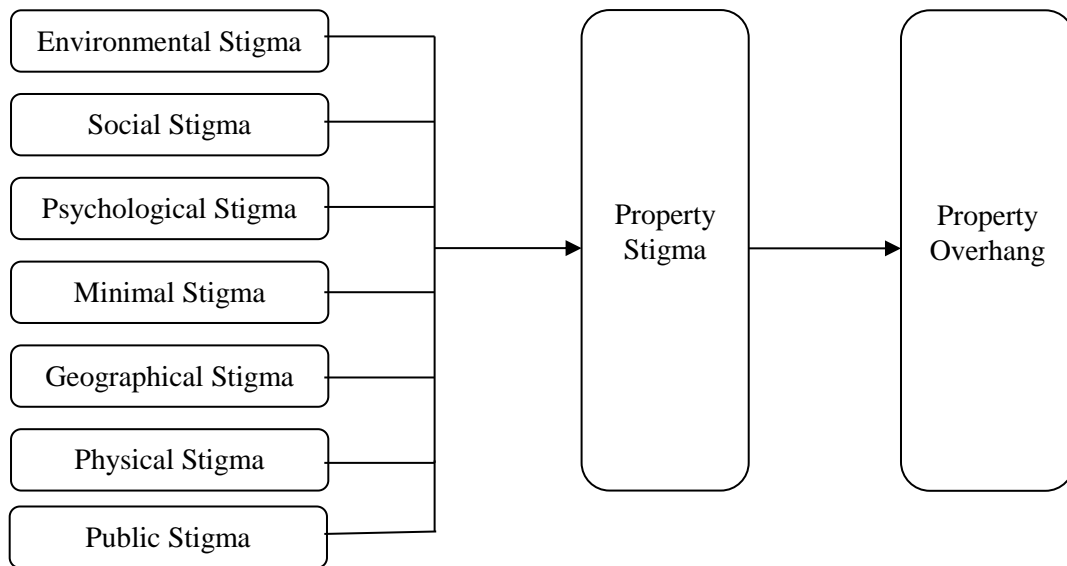 Environmental Stigma
Social Stigma
Psychological Stigma
Minimal Stigma
Geographical Stigma
Physical Stigma
Public Stigma
Property
Stigma
Property
Overhang